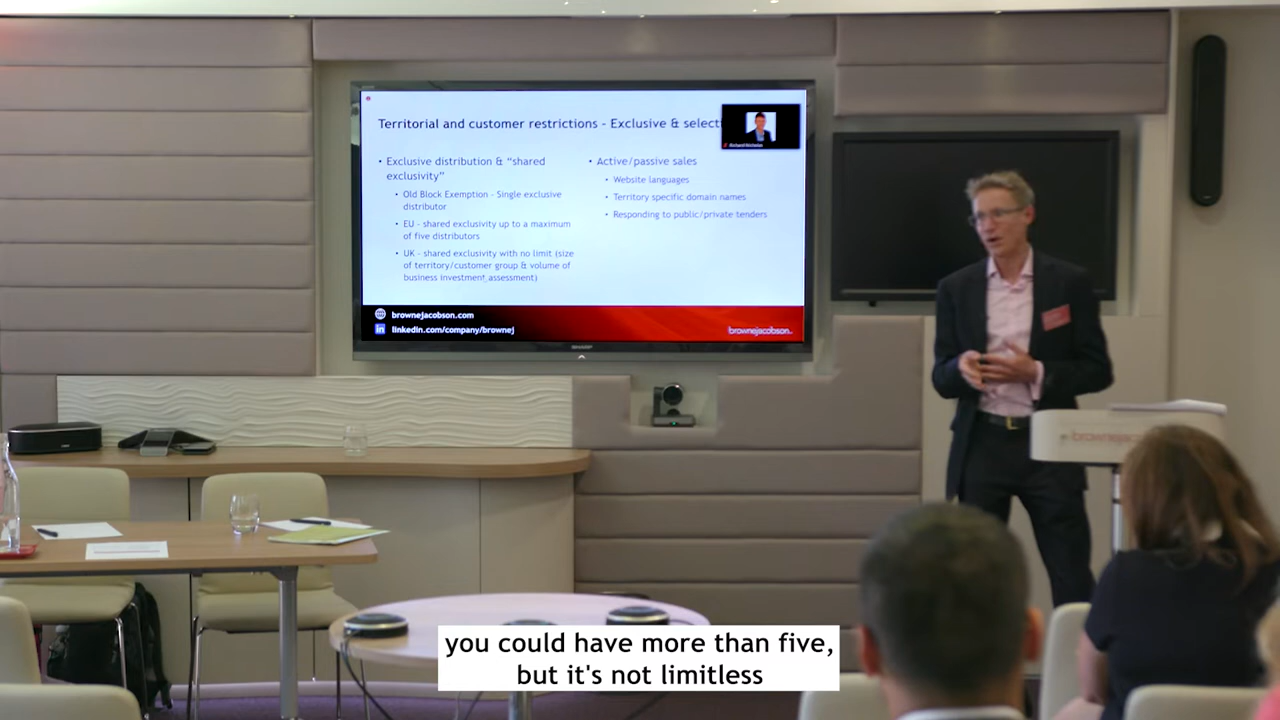 Territorial and customer restrictions - Exclusive & selecti
• Exclusive distribution & “shared
exclusivity”
• Old Block Exemption - Single exclusive
distributor
• EU - shared exclusivity up to a maximum
of five distributors
• UK - shared exclusivity with no limit (size
of territory/customer group & volume of
business investment assessment)
• Active/passive sales
• Website languages
• Territory specific domain names
• Responding to public/private tenders
brownejacobson.com
linkedin.com/company/brownej
brownejacobson
SHARP
brownejac
you could have more than five,
but it's not limitless